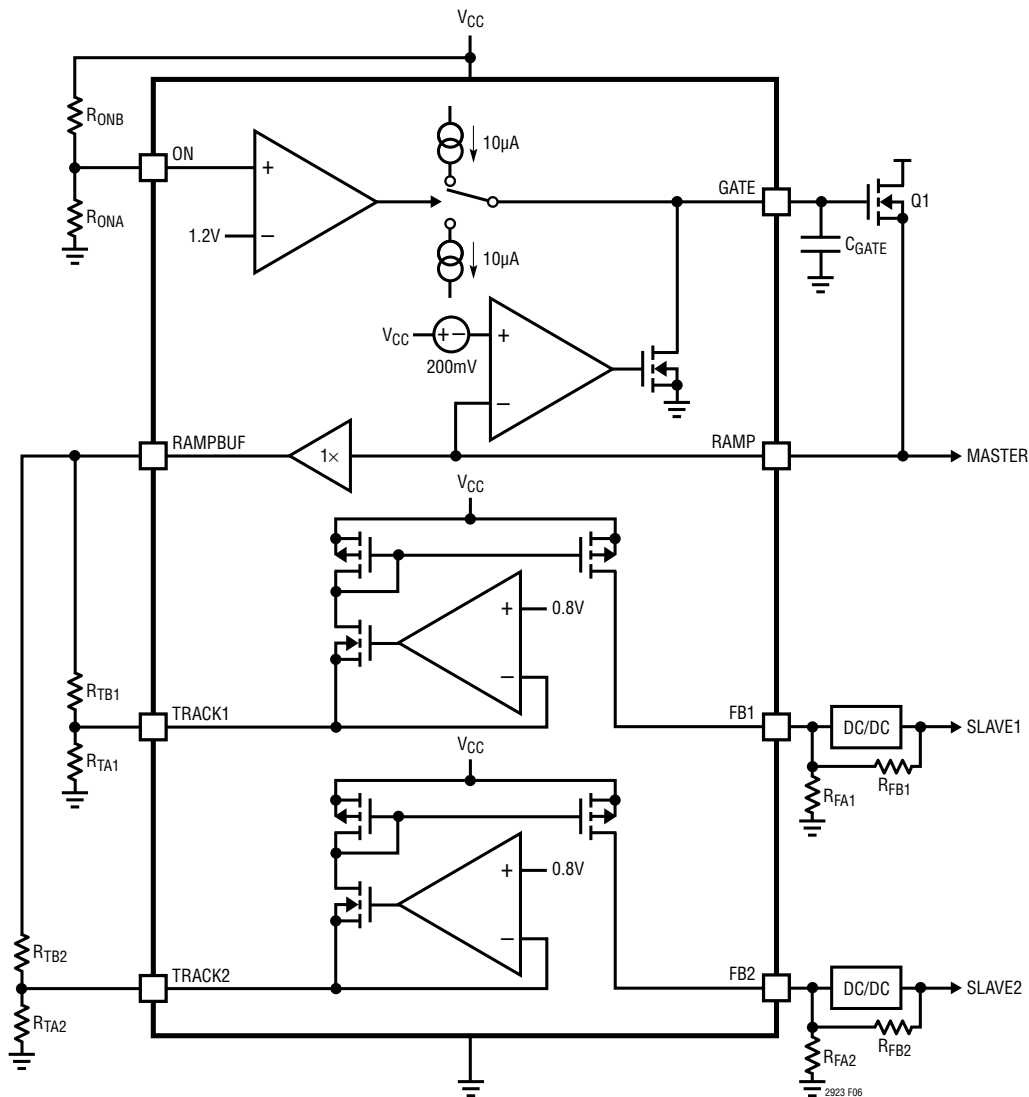 VCC
RONB
ON
10µA
GATE
Q1
RONA
1.2V
+
−
CGATE
10µA
VCC
+−
200mV
+
−
RAMPBUF
1×
RAMP
MASTER
VCC
+
0.8V
−
RTB1
TRACK1
FB1
DC/DC
SLAVE1
RTA1
VCC
RFA1
RFB1
+
0.8V
−
RTB2
TRACK2
FB2
DC/DC
SLAVE2
RTA2
RFA2
RFB2
2923 F06